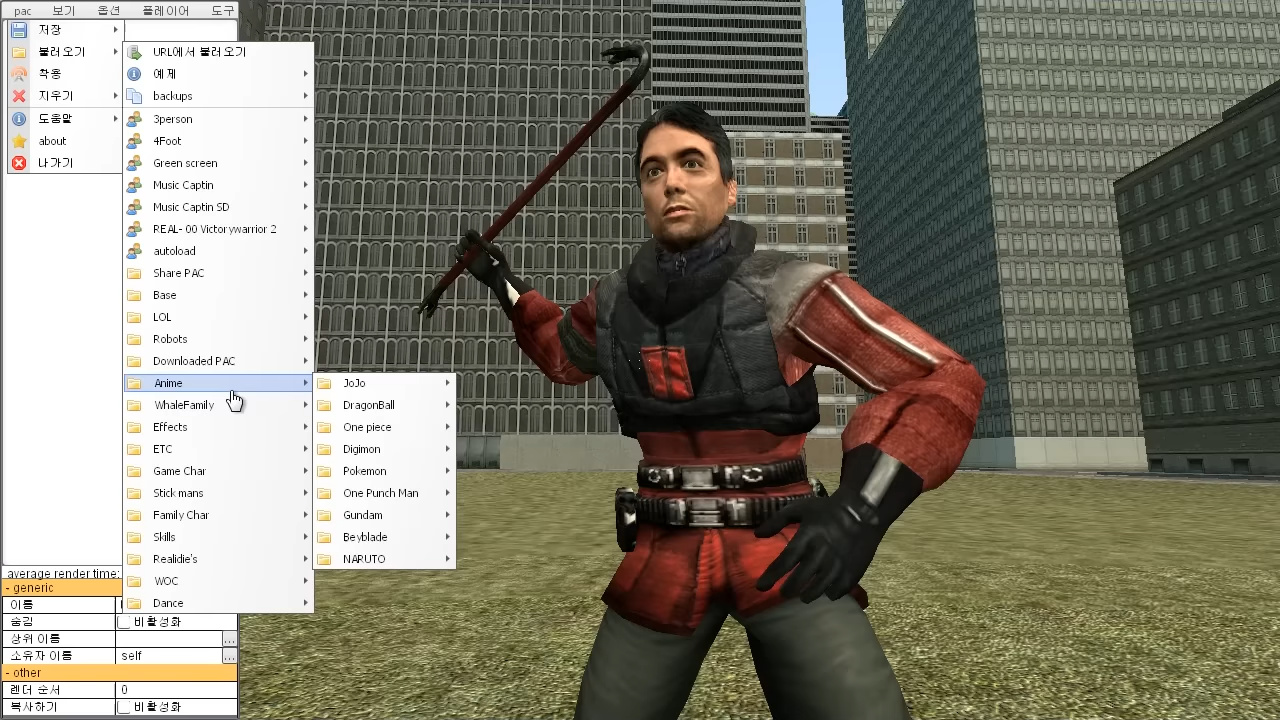 pac 보기 옵션 플레이어 도구
저장
불러오기
착용
지우기
도움말
about
나가기
URL에서 불러오기
예제
backups
3person
4Foot
Green screen
Music Captin
Music Captin SD
REAL- 00 Victorywarrior 2
autoload
Share PAC
Base
LOL
Robots
Downloaded PAC
Anime
WhaleFamily
Effects
ETC
Game Char
Stick mans
Family Char
Skills
Realidie's
WOC
Dance
JoJo
DragonBall
One piece
Digimon
Pokemon
One Punch Man
Gundam
Beyblade
NARUTO
average render time:
- generic
이름
숨김 비활성화
상위 이름 ...
소유자 이름 self ...
- other
렌더 순서 0
복사하기 비활성화